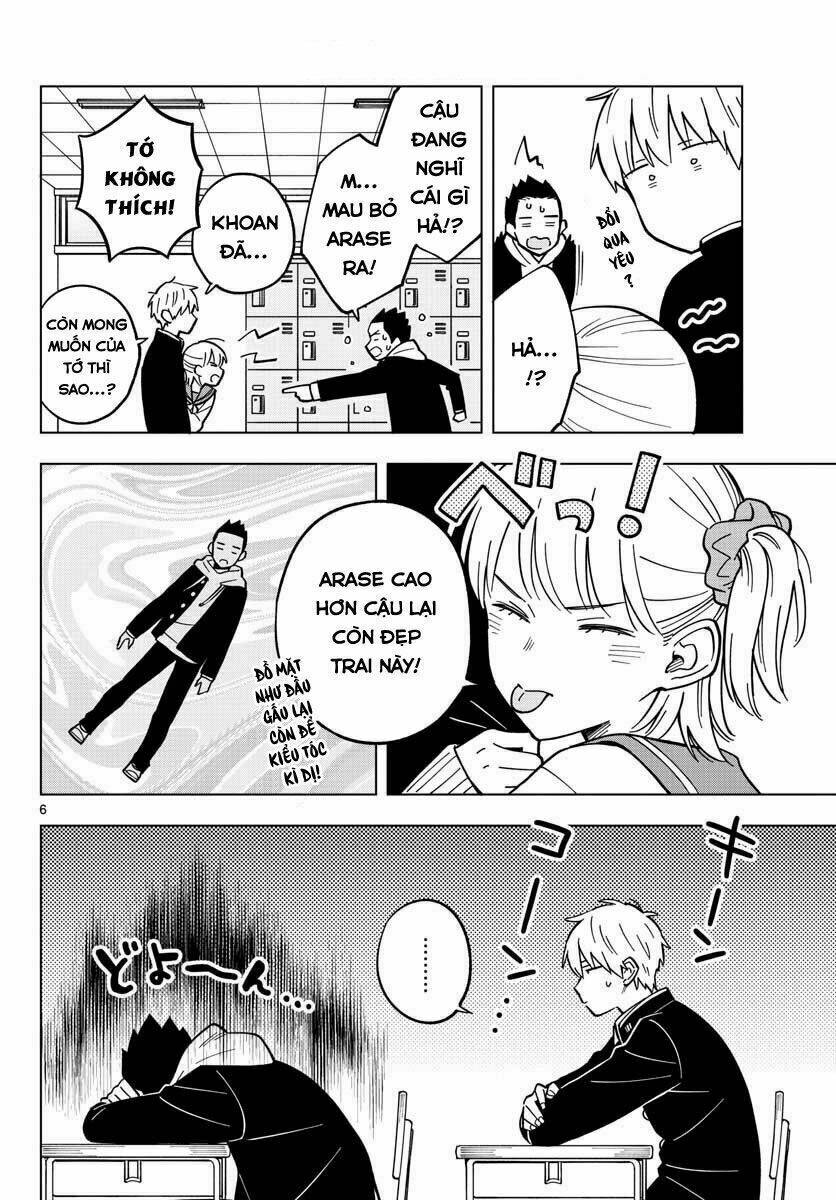 ĐỔI
QUA
YÊU
?
HẢ...
!?
CẬU
ĐANG
NGHĨ
CÁI GÌ
HẢ!?
M...
MAU BỎ
ARASE
RA!
KHOAN
ĐÃ...
TỚ
KHÔNG
THÍCH!
CÒN MONG
MUỐN CỦA
TỚ THÌ
SAO...?
べっ!
ARASE CAO
HƠN CẬU LẠI
CÒN ĐẸP
TRAI NÀY!
ĐỒ MẶT
NHƯ ĐẦU
GẤU LẠI
CÒN ĐỂ
KIỂU TÓC
KÌ DỊ!
6
キーン
コーン...
.......
どよ〜〜ん...